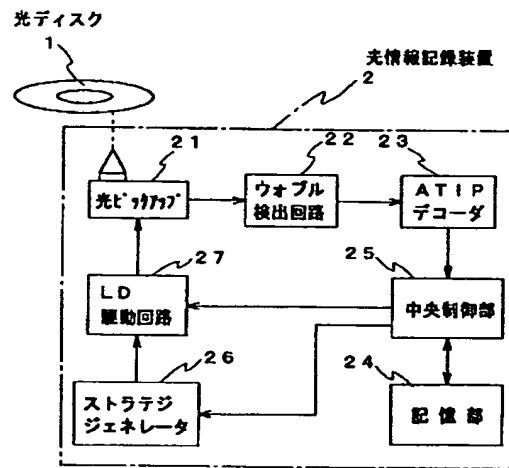 光ディスク
1
光情報記録装置
2
21
22
23
光ピックアップ
ウォブル
検出回路
ATIP
デコーダ
27
25
LD
駆動回路
中央制御部
26
24
ストラテジ
ジェネレータ
記憶部